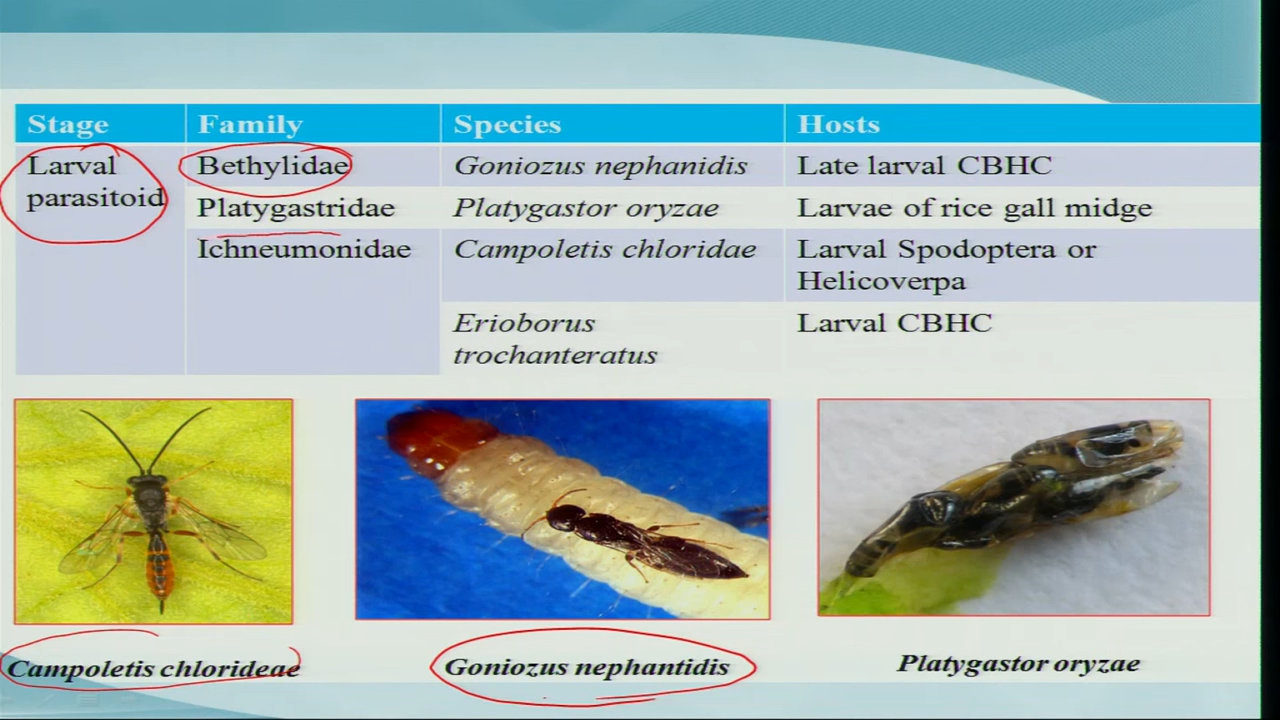 Stage Family Species Hosts
Larval parasitoid Bethylidae Goniozus nephanidis Late larval CBHC
Platygastridae Platygastor oryzae Larvae of rice gall midge
Ichneumonidae Campoletis chloridae Larval Spodoptera or Helicoverpa
Erioborus trochanteratus Larval CBHC
Campoletis chlorideae Goniozus nephantidis Platygastor oryzae